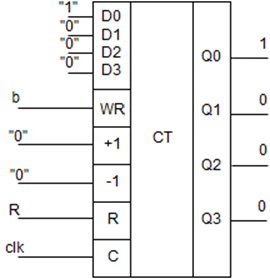 "1" D0
"0" D1
"0" D2
"0" D3
Q0 1
b WR
Q1 0
"0" +1
CT
Q2 0
"0" -1
R R
Q3 0
clk C